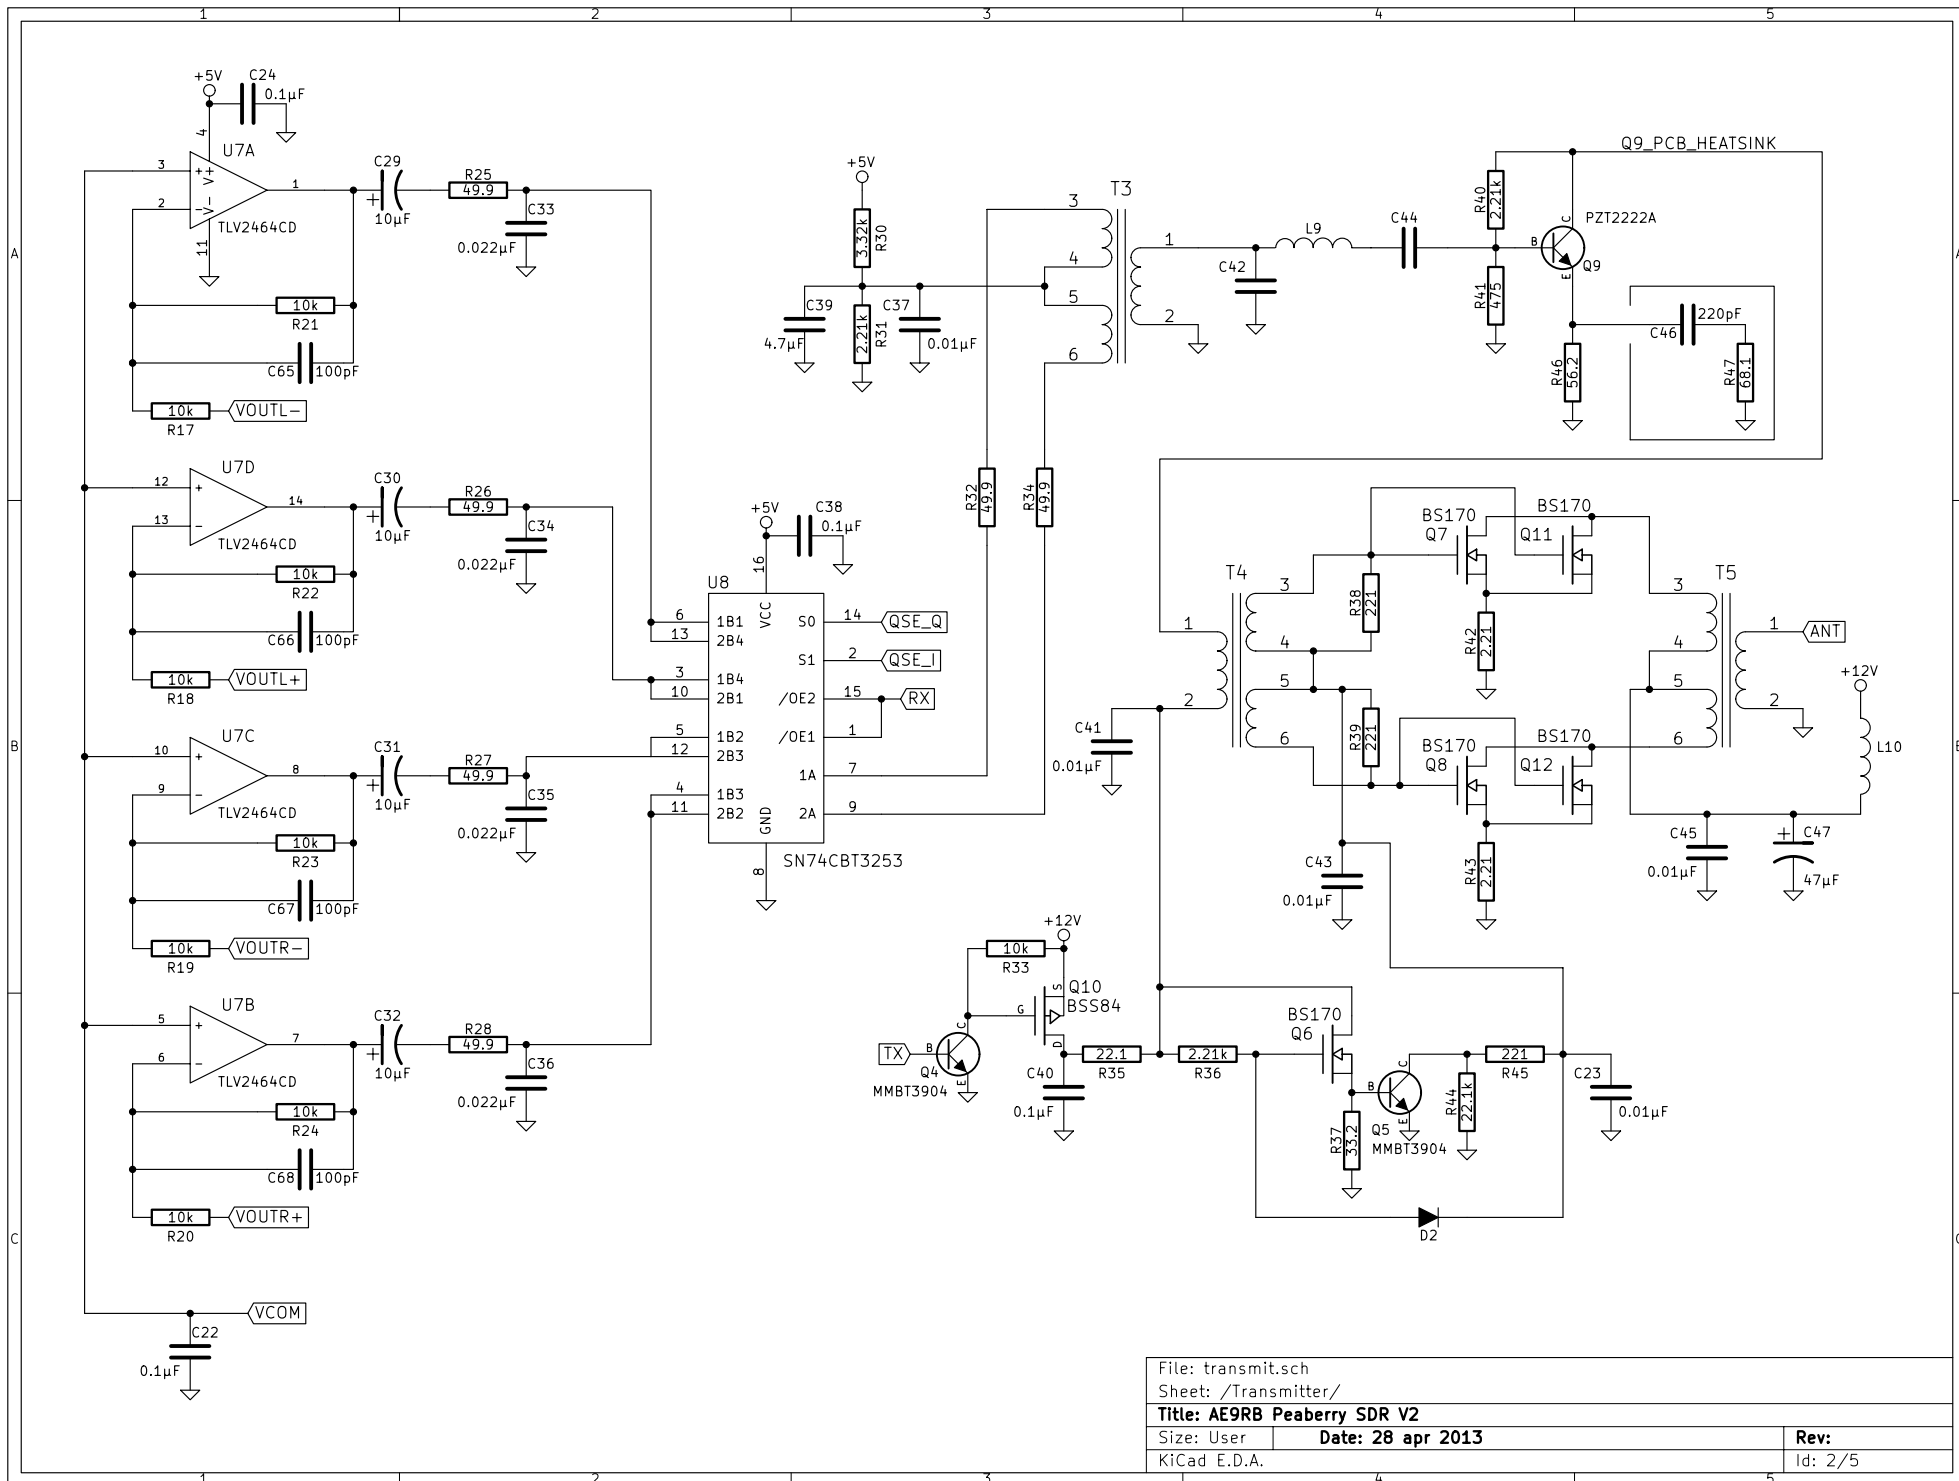 1 2 3 4 5
A
B
C
+5V
C24
0.1µF
4
U7A
3
2
+
V+
-
V-
1
11
TLV2464CD
C29
+
10µF
R25
49.9
C33
0.022µF
10k
R21
C65
100pF
10k
R17
VOUTL-
U7D
12
13
+
-
14
TLV2464CD
C30
+
10µF
R26
49.9
C34
0.022µF
10k
R22
C66
100pF
10k
R18
VOUTL+
U7C
10
9
+
-
8
TLV2464CD
C31
+
10µF
R27
49.9
C35
0.022µF
10k
R23
C67
100pF
10k
R19
VOUTR-
U7B
5
6
+
-
7
TLV2464CD
C32
+
10µF
R28
49.9
C36
0.022µF
10k
R24
C68
100pF
10k
R20
VOUTR+
VCOM
C22
0.1µF
+5V
C38
0.1µF
16
U8
VCC
6 1B1
13 2B4
3 1B4
10 2B1
5 1B2
12 2B3
4 1B3
11 2B2
S0 14 QSE_Q
S1 2 QSE_I
/OE2 15 RX
/OE1 1
1A 7
2A 9
GND
8
SN74CBT3253
+5V
3.32k
R30
C39
4.7µF
2.21k
R31
C37
0.01µF
R32
49.9
R34
49.9
T3
3
4
5
6
1
2
C42
L9
C44
R40
2.21k
R41
475
Q9_PCB_HEATSINK
PZT2222A
C
B
E
Q9
R46
56.2
C46
220pF
R47
68.1
T4
1
2
3
4
5
6
C41
0.01µF
R38
221
R39
221
BS170
Q7
BS170
Q11
R42
2.21
BS170
Q8
BS170
Q12
R43
2.21
C43
0.01µF
T5
3
4
5
6
1
2
ANT
+12V
L10
C45
0.01µF
+
C47
47µF
+12V
10k
R33
Q10
BSS84
S
G
D
TX
C
B
E
Q4
MMBT3904
C40
0.1µF
22.1
R35
2.21k
R36
BS170
Q6
R37
33.2
C
B
E
Q5
MMBT3904
R44
22.1k
221
R45
C23
0.01µF
D2
File: transmit.sch
Sheet: /Transmitter/
Title: AE9RB Peaberry SDR V2
Size: User
Date: 28 apr 2013
Rev:
KiCad E.D.A.
Id: 2/5
A
B
C
1 2 3 4 5